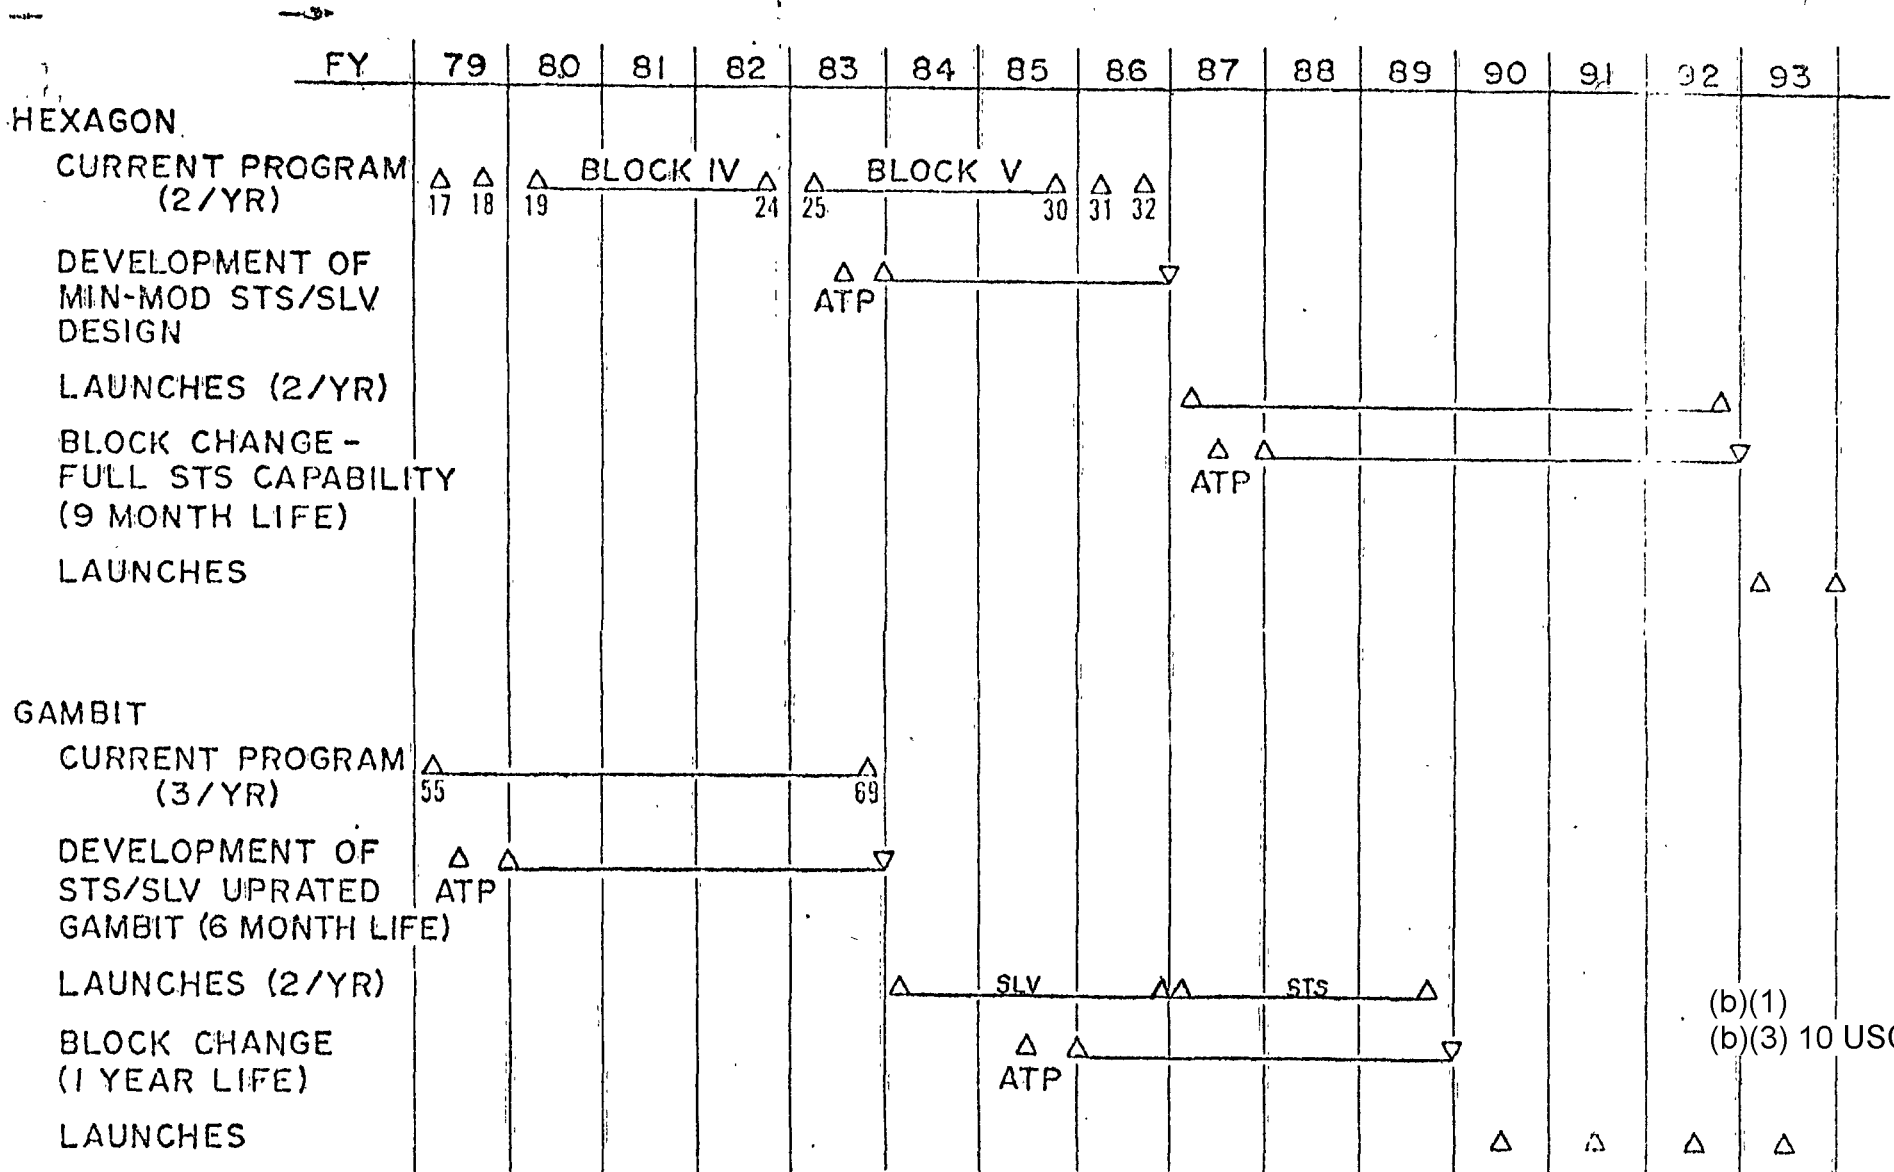 FY 79 80 81 82 83 84 85 86 87 88 89 90 91 92 93
HEXAGON
CURRENT PROGRAM BLOCK IV BLOCK V
(2/YR) 17 18 19 24 25 30 31 32
DEVELOPMENT OF
MIN-MOD STS/SLV ATP
DESIGN
LAUNCHES (2/YR)
BLOCK CHANGE -
FULL STS CAPABILITY ATP
(9 MONTH LIFE)
LAUNCHES
GAMBIT
CURRENT PROGRAM
(3/YR) 55 69
DEVELOPMENT OF
STS/SLV UPRATED ATP
GAMBIT (6 MONTH LIFE)
LAUNCHES (2/YR) SLV STS
(b)(1)
BLOCK CHANGE (b)(3) 10 USC
(1 YEAR LIFE) ATP
LAUNCHES